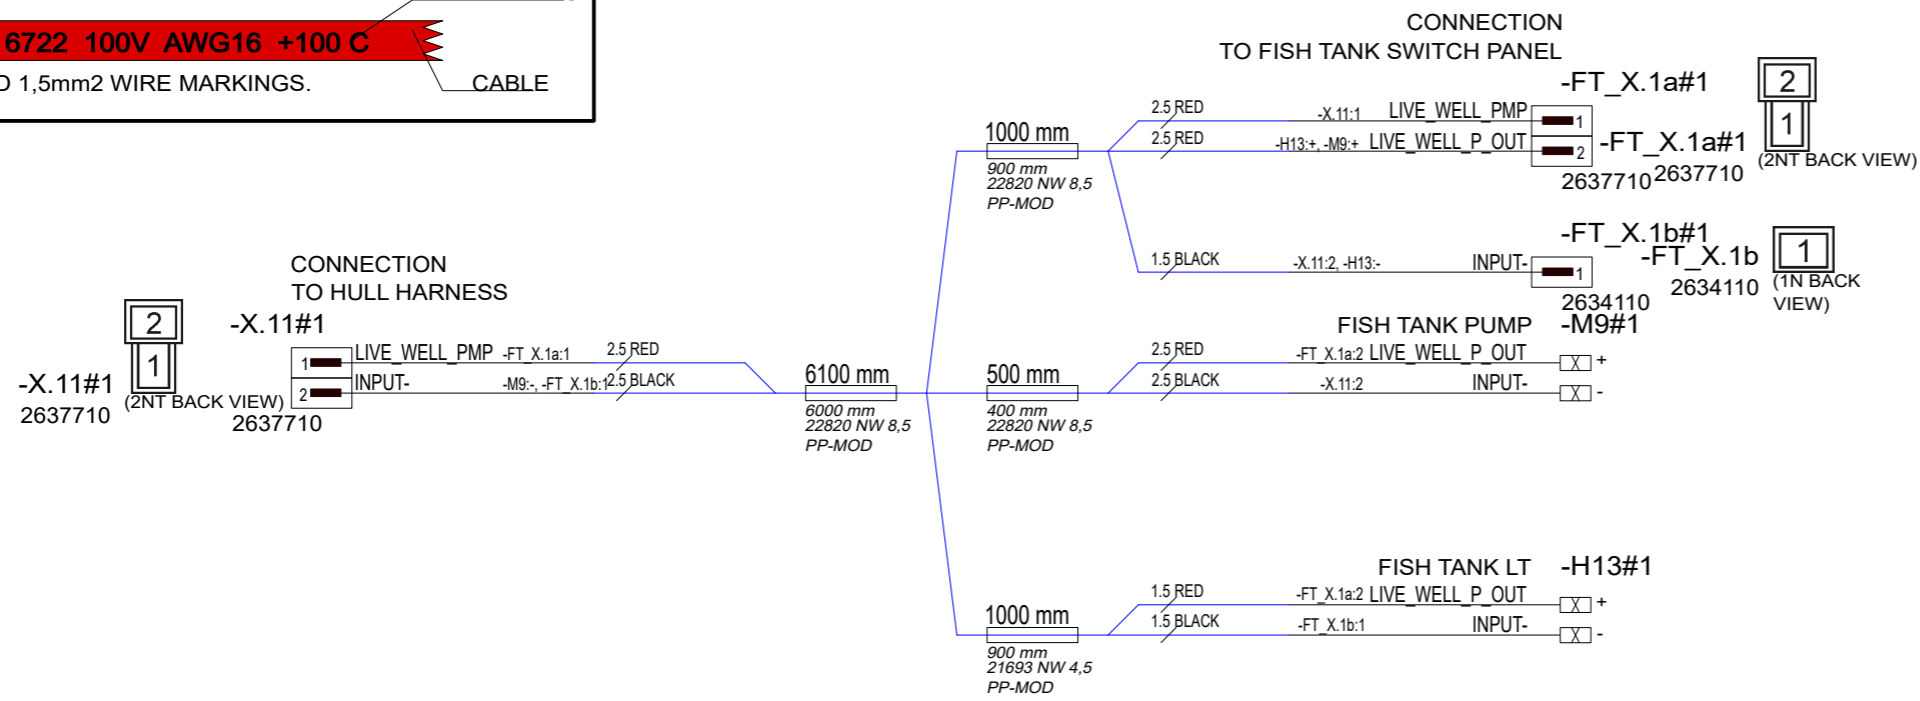 6722 100V AWG16 +100 C
D 1,5mm2 WIRE MARKINGS.
CABLE
CONNECTION
TO FISH TANK SWITCH PANEL
-FT_X.1a#1
2
1
(2NT BACK VIEW)
1000 mm
900 mm
22820 NW 8,5
PP-MOD
2.5 RED
-X.11:1
LIVE_WELL_PMP
1
2.5 RED
-H13:+, -M9:+
LIVE_WELL_P_OUT
2
-FT_X.1a#1
2637710
2637710
-FT_X.1b#1
1.5 BLACK
-X.11:2, -H13:-
INPUT-
1
-FT_X.1b
2634110
2634110
1
(1N BACK
VIEW)
CONNECTION
TO HULL HARNESS
2
1
(2NT BACK VIEW)
-X.11#1
-X.11#1
2637710
2637710
1
LIVE_WELL_PMP
-FT_X.1a:1
2.5 RED
2
INPUT-
-M9:-, -FT_X.1b:1
2.5 BLACK
6100 mm
6000 mm
22820 NW 8,5
PP-MOD
FISH TANK PUMP
-M9#1
500 mm
400 mm
22820 NW 8,5
PP-MOD
2.5 RED
-FT_X.1a:2
LIVE_WELL_P_OUT
X
+
2.5 BLACK
-X.11:2
INPUT-
X
-
FISH TANK LT
-H13#1
1000 mm
900 mm
21693 NW 4,5
PP-MOD
1.5 RED
-FT_X.1a:2
LIVE_WELL_P_OUT
X
+
1.5 BLACK
-FT_X.1b:1
INPUT-
X
-